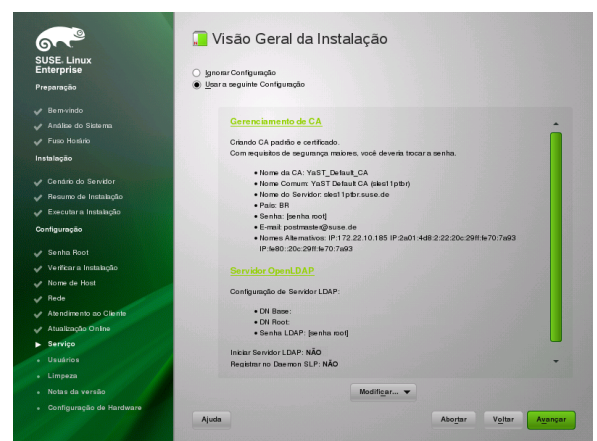 SUSE. Linux
Enterprise
Preparação
Bem-vindo
Análise do Sistema
Fuso Horário
Instalação
Cenário do Servidor
Resumo de Instalação
Executar a Instalação
Configuração
Senha Root
Verificar a Instalação
Nome de Host
Rede
Atendimento ao Cliente
Atualização Online
Serviço
Usuários
Limpeza
Notas da versão
Configuração de Hardware
Visão Geral da Instalação
Ignorar Configuração
Usar a seguinte Configuração
Gerenciamento de CA
Criando CA padrão e certificado.
Com requisitos de segurança maiores, você deveria trocar a senha.
• Nome da CA: YaST_Default_CA
• Nome Comum: YaST Default CA (sles11ptbr)
• Nome do Servidor: sles11ptbr.suse.de
• País: BR
• Senha: [senha root]
• E-mail: postmaster@suse.de
• Nomes Alternativos: IP:172.22.10.185 IP:2a01:4d8:2:22:20c:29ff:fe70:7a93
IP:fe80::20c:29ff:fe70:7a93
Servidor OpenLDAP
Configuração de Servidor LDAP:
• DN Base:
• DN Root:
• Senha LDAP: [senha root]
Iniciar Servidor LDAP: NÃO
Registrar no Daemon SLP: NÃO
Modificar...
Ajuda
Abortar
Voltar
Avançar